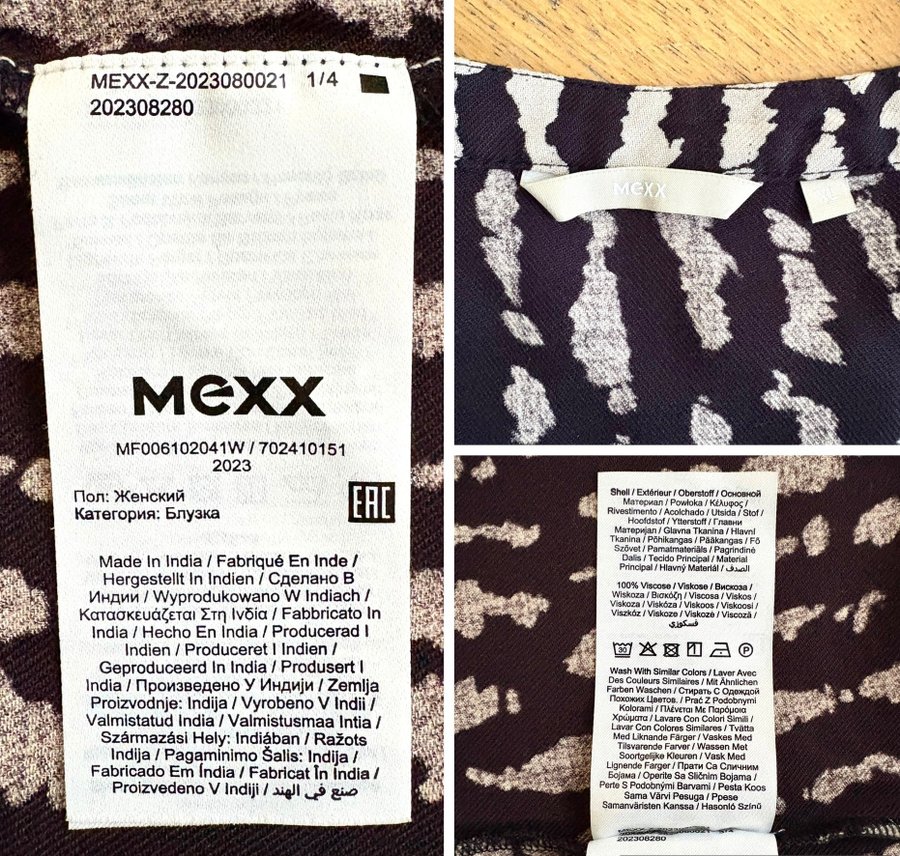 MEXX-Z-2023080021 1/4
202308280
MEXX
MF006102041W / 702410151
2023
Пол: Женский
Категория: Блузка
EAC
Made In India / Fabriqué En Inde /
Hergestellt In Indien / Сделано В
Индии / Wyprodukowano W Indiach /
Κατασκευάζεται Στη Ινδία / Fabbricato In
India / Hecho En India / Producerad I
Indien / Produceret I Indien /
Geproduceerd In India / Produsert I
India / Произведено У Индији / Zemlja
Proizvodnje: Indija / Vyrobeno V Indii /
Valmistatud India / Valmistusmaa Intia /
Származási Hely: Indiában / Ražots
Indija / Pagaminimo Šalis: Indija /
Fabricado Em Índia / Fabricat În India /
Proizvedeno V Indiji / صنع في الهند
MEXX
Shell / Extérieur / Oberstoff / Основной
Материал / Powłoka / Κέλυφος /
Rivestimento / Acolchado / Utsida / Stof /
Hoofdstof / Ytterstoff / Главни
Материјал / Glavna Tkanina / Hlavní
Tkanina / Põhikangas / Pääkangas / Fő
Szövet / Pamatmateriāls / Pagrindinė
Dalis / Tecido Principal / Material
Principal / Hlavný Materiál / الصدف
100% Viscose / Viskose / Вискоза /
Wiskoza / Βισκόζη / Viscosa / Viskos /
Viskoza / Viskóza / Viskoos / Viskoosi /
Viszkóz / Viskoze / Viskozė / Viscoză /
فسكوزي
30 P
Wash With Similar Colors / Laver Avec
Des Couleurs Similaires / Mit Ähnlichen
Farben Waschen / Стирать С Одеждой
Похожих Цветов. / Prać Z Podobnymi
Kolorami / Πλένεται Με Παρόμοια
Χρώματα / Lavare Con Colori Simili /
Lavar Con Colores Similares / Tvätta
Med Liknande Färger / Vaskes Med
Tilsvarende Farver / Wassen Met
Soortgelijke Kleuren / Vask Med
Lignende Farger / Прати Са Сличним
Бојама / Operite Sa Sličnim Bojama /
Perte S Podobnými Barvami / Pesta Koos
Sama Värvi Pesuga / Ppese
Samanväristen Kanssa / Hasonló Színű
202308280